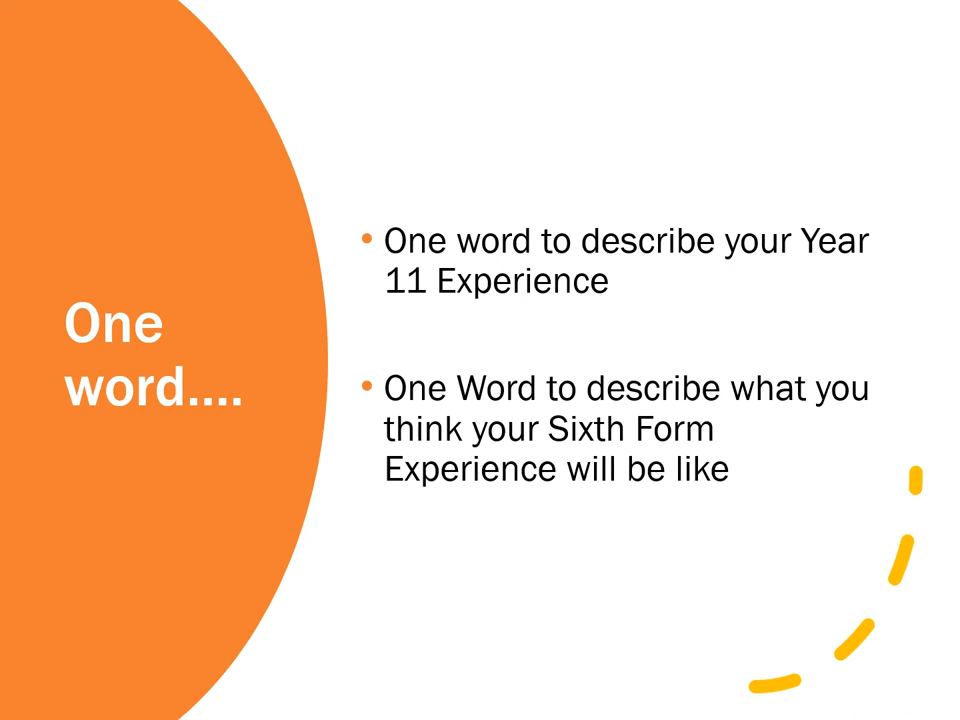 One
word....
• One word to describe your Year
11 Experience
• One Word to describe what you
think your Sixth Form
Experience will be like